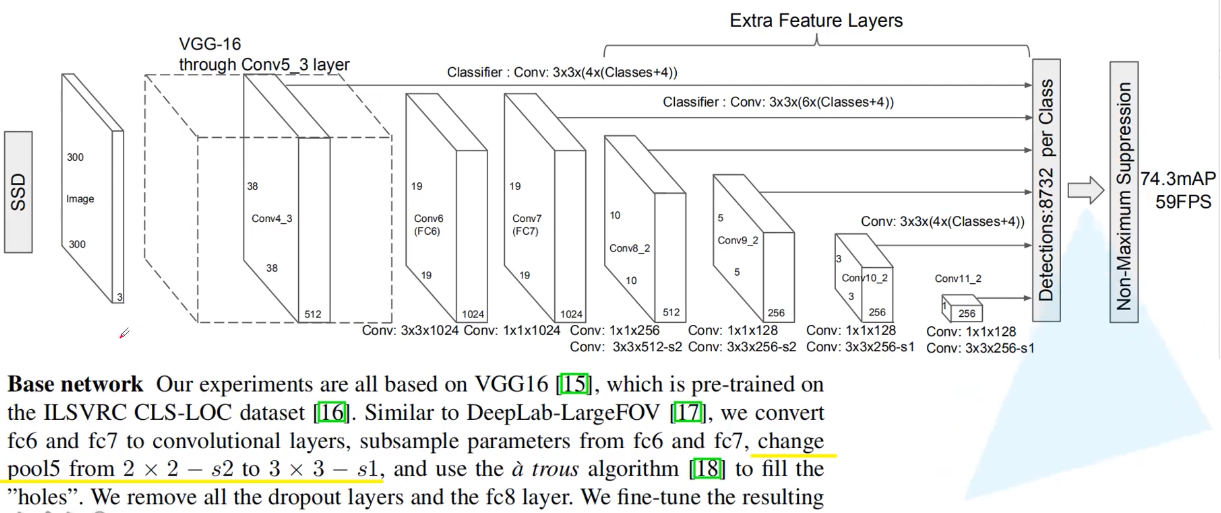 Extra Feature Layers
VGG-16
through Conv5_3 layer
Classifier : Conv: 3x3x(4x(Classes+4))
Classifier : Conv: 3x3x(6x(Classes+4))
SSD
300
Image
300
3
38
Conv4_3
38
512
19
Conv6
(FC6)
19
1024
19
Conv7
(FC7)
19
1024
10
Conv8_2
10
512
5
Conv9_2
5
256
Conv: 3x3x(4x(Classes+4))
3
Conv10_2
3
256
Conv11_2
1
256
Detections:8732 per Class
Non-Maximum Suppression
74.3mAP
59FPS
Conv: 3x3x1024
Conv: 1x1x1024
Conv: 1x1x256
Conv: 3x3x512-s2
Conv: 1x1x128
Conv: 3x3x256-s2
Conv: 1x1x128
Conv: 3x3x256-s1
Conv: 1x1x128
Conv: 3x3x256-s1
Base network Our experiments are all based on VGG16 [15], which is pre-trained on
the ILSVRC CLS-LOC dataset [16]. Similar to DeepLab-LargeFOV [17], we convert
fc6 and fc7 to convolutional layers, subsample parameters from fc6 and fc7, change
pool5 from 2 × 2 − s2 to 3 × 3 − s1, and use the à trous algorithm [18] to fill the
”holes”. We remove all the dropout layers and the fc8 layer. We fine-tune the resulting